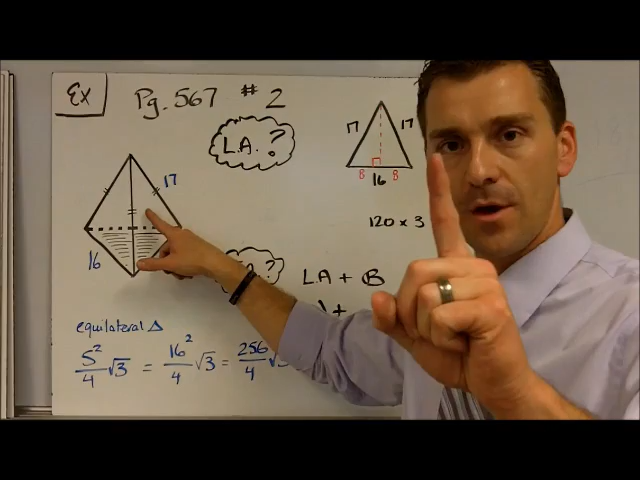 Ex
Pg. 567 # 2
L.A. ?
17
16
17
17
8
16
8
120 x 3
?
LA + B
+
equilateral Δ
5²/4 √3 = 16²/4 √3 = 256/4